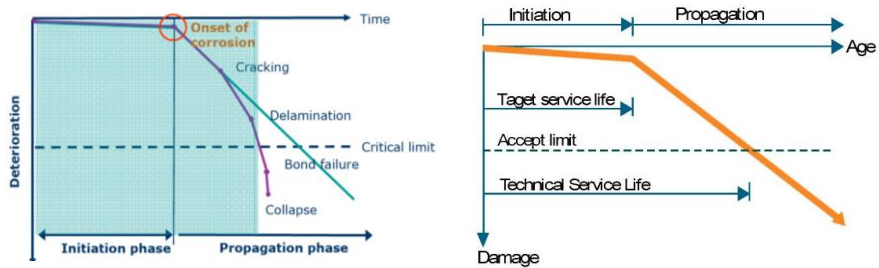 Time
Onset of
corrosion
Cracking
Delamination
Critical limit
Bond failure
Collapse
Deterioration
Initiation phase
Propagation phase
Initiation
Propagation
Age
Taget service life
Accept limit
Technical Service Life
Damage